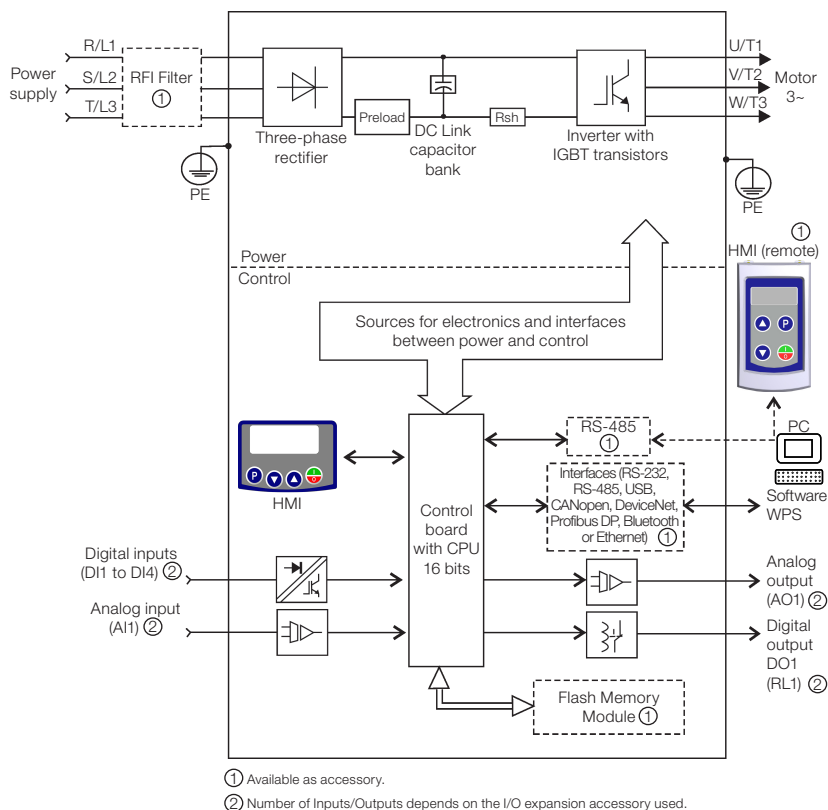 R/L1
S/L2
T/L3
Power
supply
RFI Filter
①
Three-phase
rectifier
Preload
DC Link
capacitor
bank
Rsh
Inverter with
IGBT transistors
U/T1
V/T2
W/T3
Motor
3~
PE
PE
Power
Control
①
HMI (remote)
P
I
0
Sources for electronics and interfaces
between power and control
P
I
0
HMI
Control
board
with CPU
16 bits
RS-485
①
PC
Software
WPS
Interfaces (RS-232,
RS-485, USB,
CANopen, DeviceNet,
Profibus DP, Bluetooth
or Ethernet) ①
Digital inputs
(DI1 to DI4) ②
Analog input
(AI1) ②
Analog
output
(AO1) ②
Digital
output
DO1
(RL1) ②
Flash Memory
Module ①
① Available as accessory.
② Number of Inputs/Outputs depends on the I/O expansion accessory used.